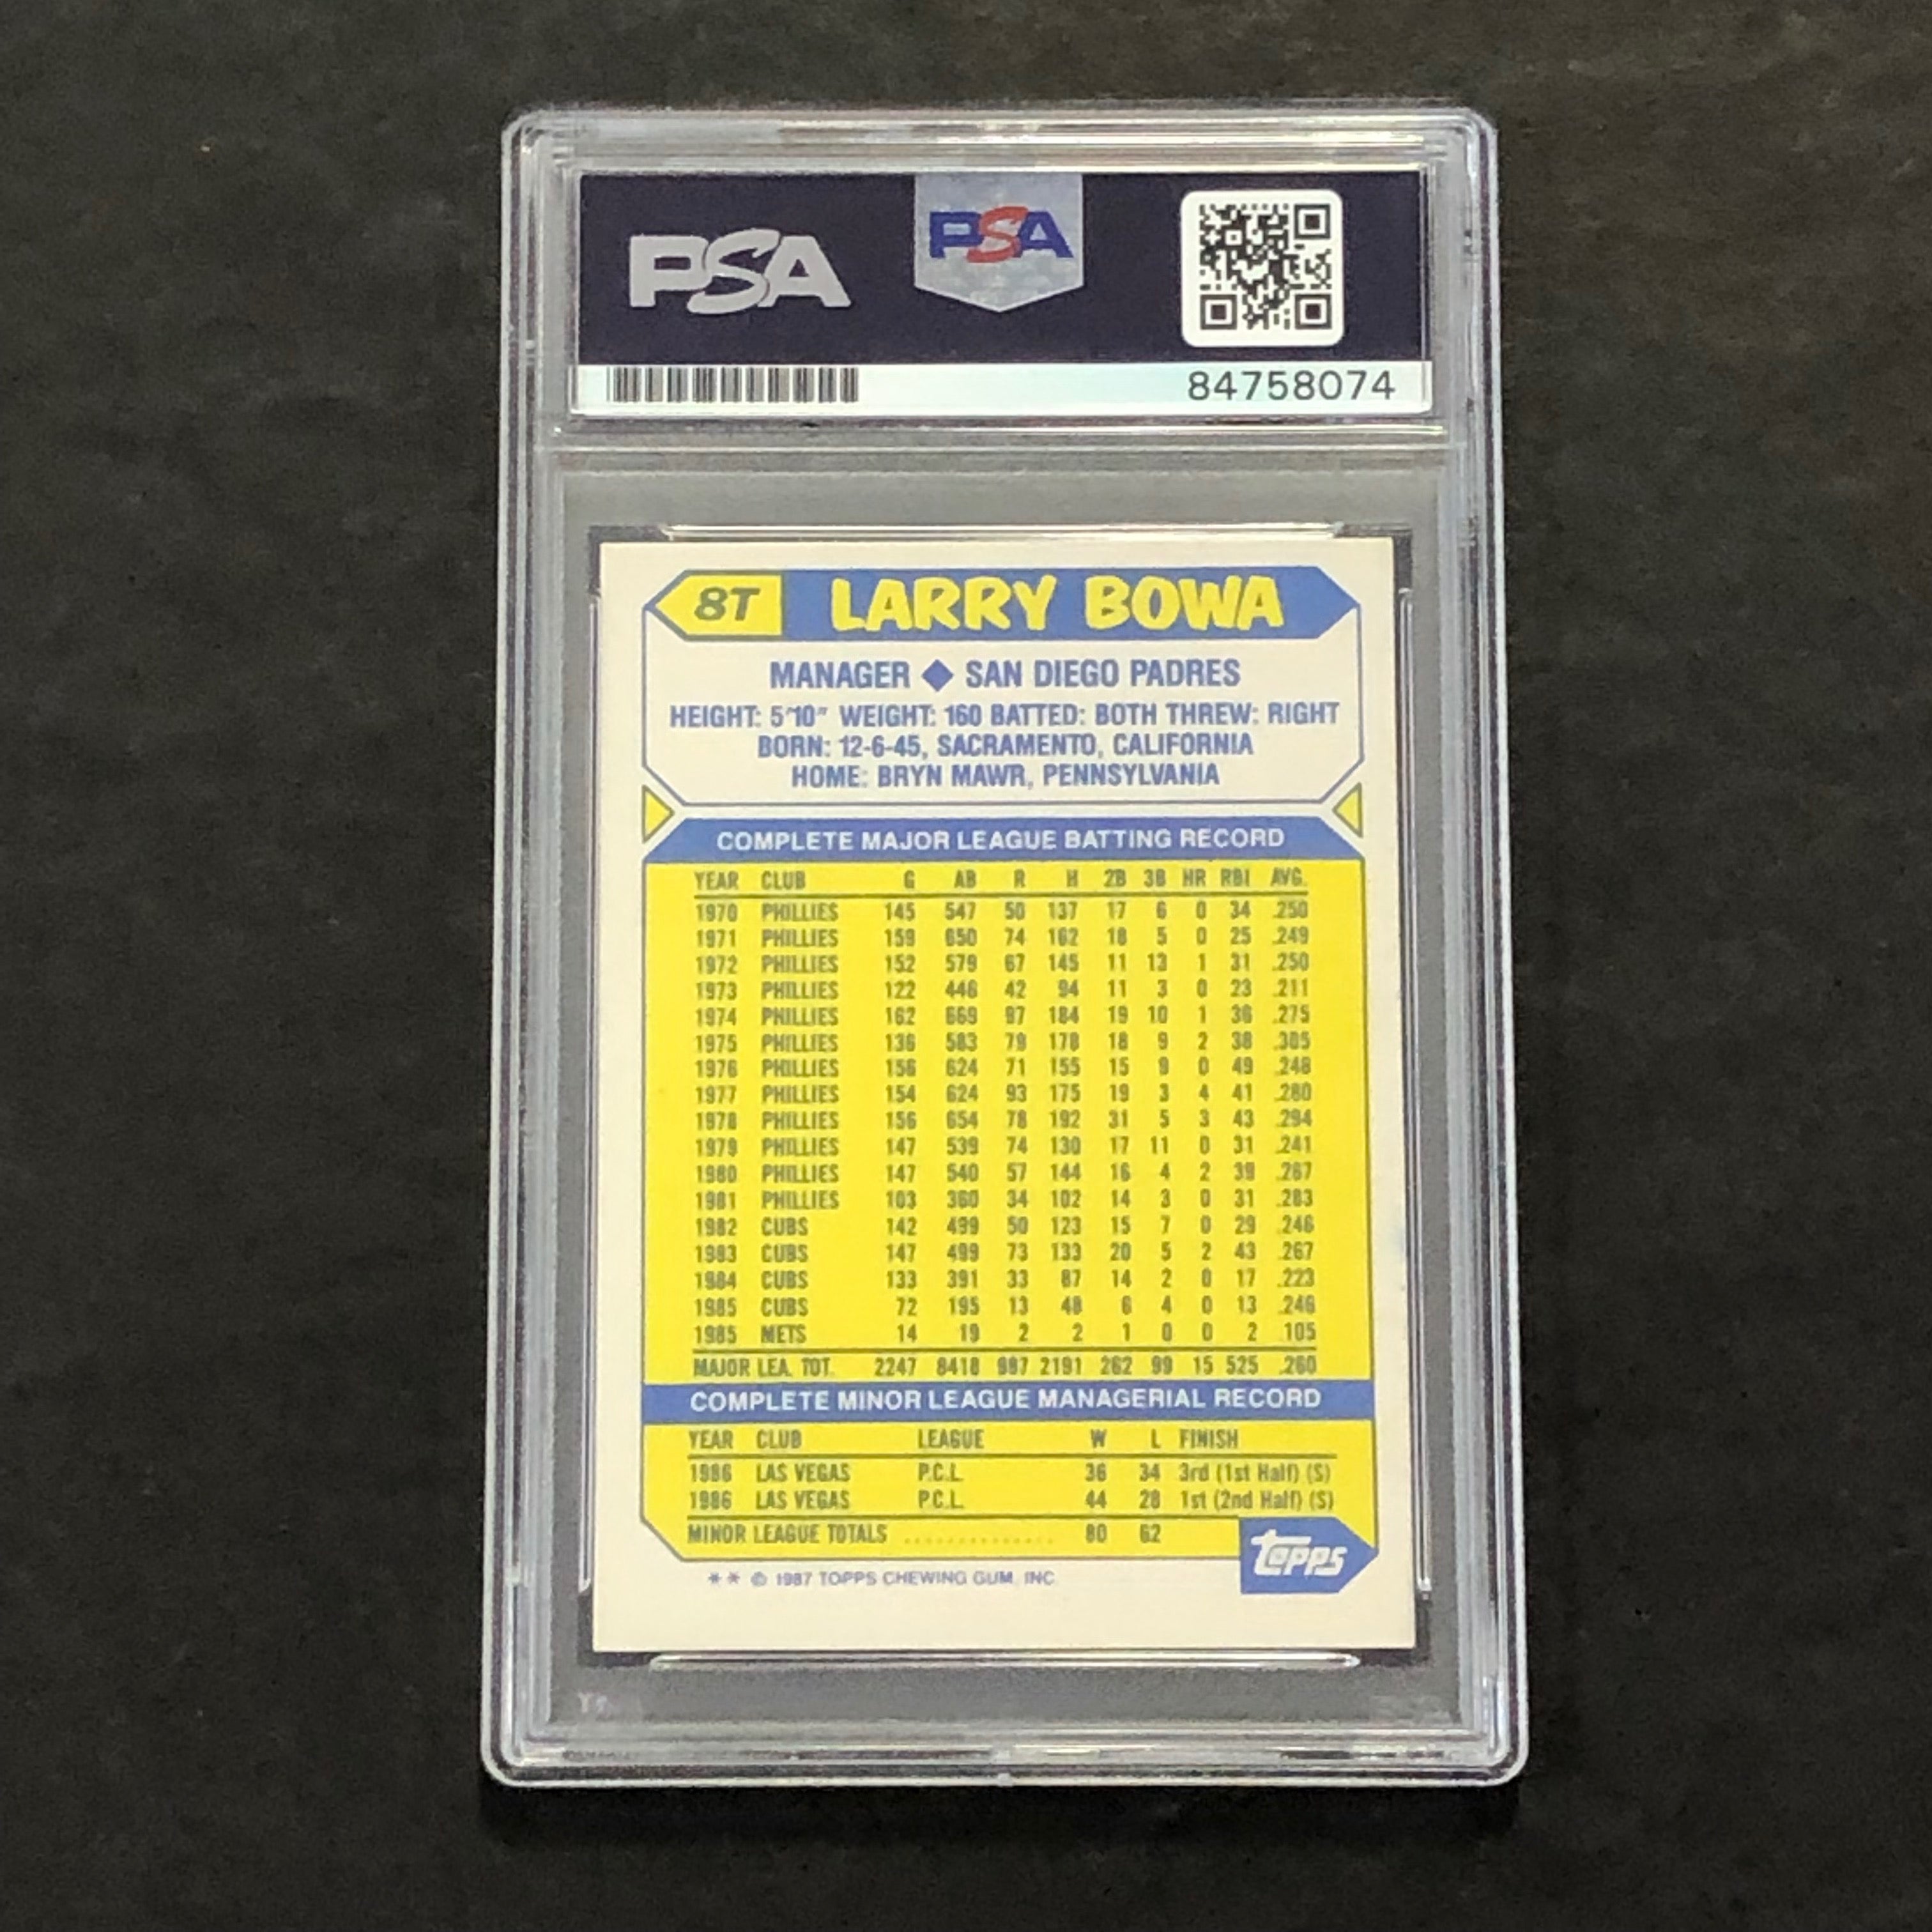 PSA PSA
84758074
8T LARRY BOWA
MANAGER ◆ SAN DIEGO PADRES
HEIGHT: 5'10" WEIGHT: 160 BATTED: BOTH THREW: RIGHT
BORN: 12-6-45, SACRAMENTO, CALIFORNIA
HOME: BRYN MAWR, PENNSYLVANIA
COMPLETE MAJOR LEAGUE BATTING RECORD
YEAR CLUB G AB R H 2B 3B HR RBI AVG.
1970 PHILLIES 145 547 50 137 17 6 0 34 .250
1971 PHILLIES 159 650 74 162 18 5 0 25 .249
1972 PHILLIES 152 579 67 145 11 13 1 31 .250
1973 PHILLIES 122 446 42 94 11 3 0 23 .211
1974 PHILLIES 162 669 97 184 19 10 1 36 .275
1975 PHILLIES 136 583 79 178 18 9 2 38 .305
1976 PHILLIES 156 624 71 155 15 9 0 49 .248
1977 PHILLIES 154 624 93 175 19 3 4 41 .280
1978 PHILLIES 156 654 78 192 31 5 3 43 .294
1979 PHILLIES 147 539 74 130 17 11 0 31 .241
1980 PHILLIES 147 540 57 144 16 4 2 39 .267
1981 PHILLIES 103 360 34 102 14 3 0 31 .283
1982 CUBS 142 499 50 123 15 7 0 29 .246
1983 CUBS 147 499 73 133 20 5 2 43 .267
1984 CUBS 133 391 33 87 14 2 0 17 .223
1985 CUBS 72 195 13 48 6 4 0 13 .246
1985 METS 14 19 2 2 1 0 0 2 .105
MAJOR LEA. TOT. 2247 8418 987 2191 262 99 15 525 .260
COMPLETE MINOR LEAGUE MANAGERIAL RECORD
YEAR CLUB LEAGUE W L FINISH
1986 LAS VEGAS P.C.L. 36 34 3rd (1st Half) (S)
1986 LAS VEGAS P.C.L. 44 28 1st (2nd Half) (S)
MINOR LEAGUE TOTALS .............. 80 62
topps
** © 1987 TOPPS CHEWING GUM, INC.